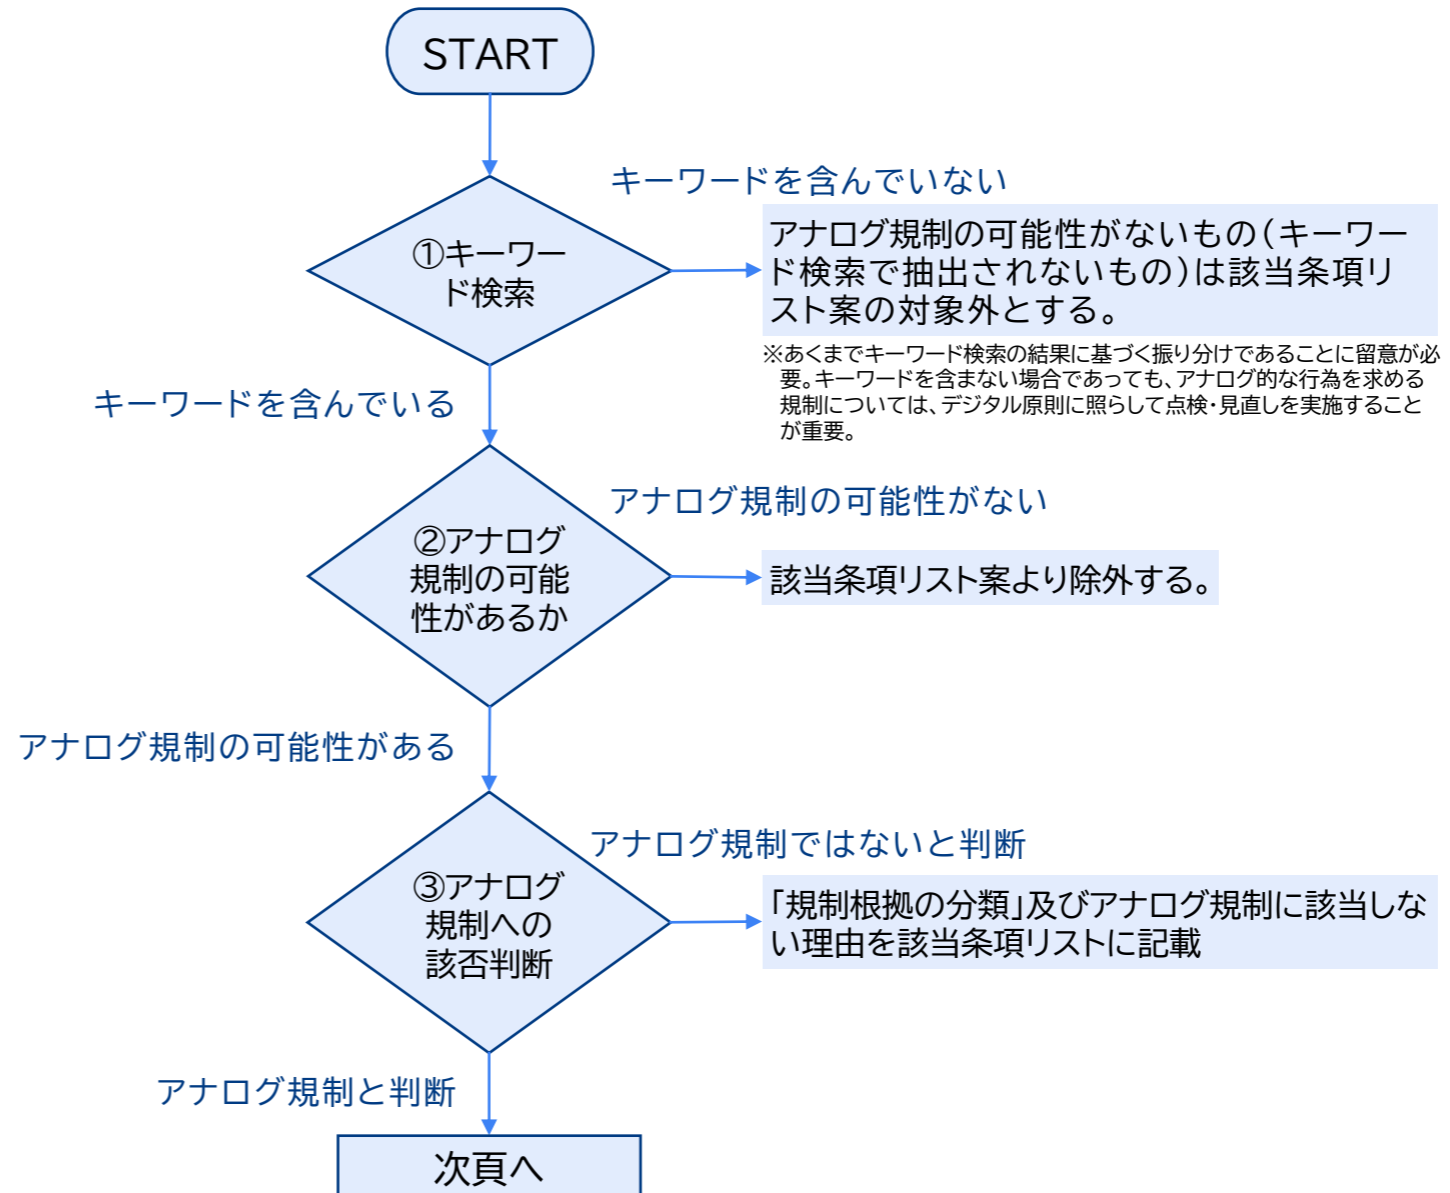 START
キーワードを含んでいない
①キーワー
ド検索
アナログ規制の可能性がないもの（キーワー
ド検索で抽出されないもの）は該当条項リ
スト案の対象外とする。
※あくまでキーワード検索の結果に基づく振り分けであることに留意が必
要。キーワードを含まない場合であっても、アナログ的な行為を求める
規制については、デジタル原則に照らして点検・見直しを実施すること
が重要。
キーワードを含んでいる
アナログ規制の可能性がない
②アナログ
規制の可能
性があるか
該当条項リスト案より除外する。
アナログ規制の可能性がある
アナログ規制ではないと判断
③アナログ
規制への
該否判断
「規制根拠の分類」及びアナログ規制に該当しな
い理由を該当条項リストに記載
アナログ規制と判断
次頁へ